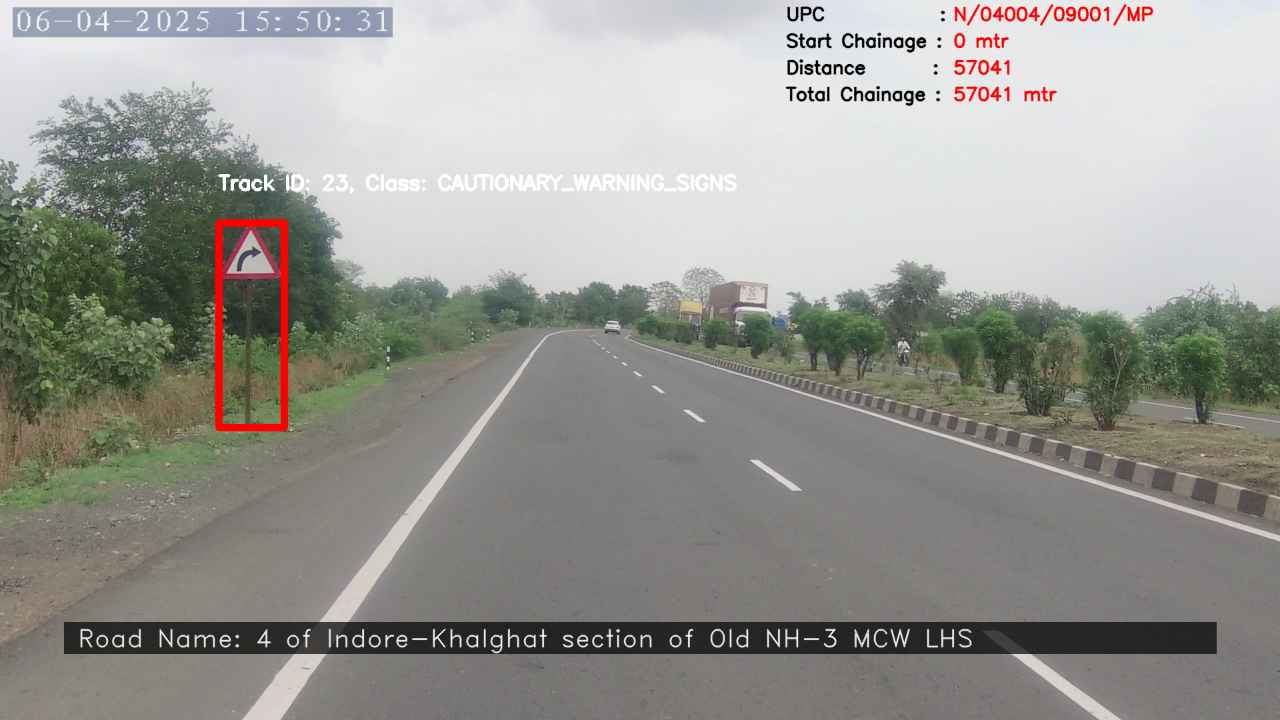 06-04-2025 15:50:31
UPC : N/04004/09001/MP
Start Chainage : 0 mtr
Distance : 57041
Total Chainage : 57041 mtr
Track ID: 23, Class: CAUTIONARY_WARNING_SIGNS
Road Name: 4 of Indore-Khalghat section of Old NH-3 MCW LHS